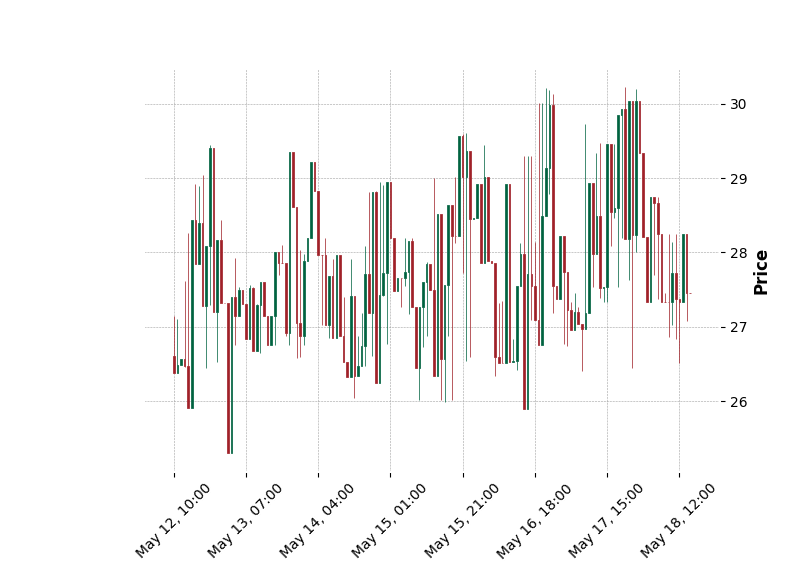 30
29
28
27
26
Price
May 12, 10:00
May 13, 07:00
May 14, 04:00
May 15, 01:00
May 15, 21:00
May 16, 18:00
May 17, 15:00
May 18, 12:00